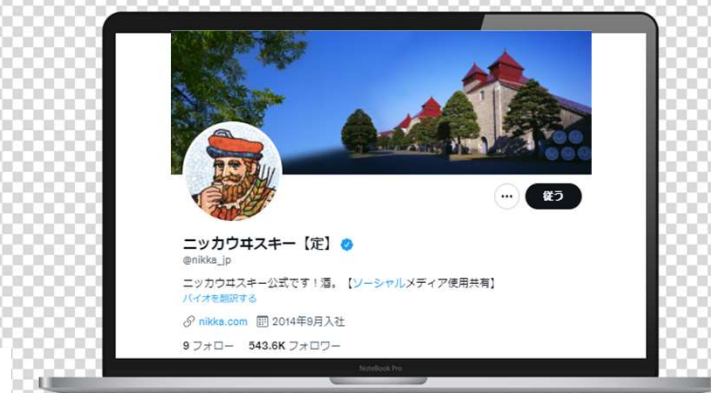 従う
ニッカウヰスキー【定】
@nikka_jp
ニッカウヰスキー公式です！酒。【ソーシャルメディア使用共有】
バイオを翻訳する
nikka.com 2014年9月入社
9 フォロー 543.6K フォロワー
NoteBook Pro